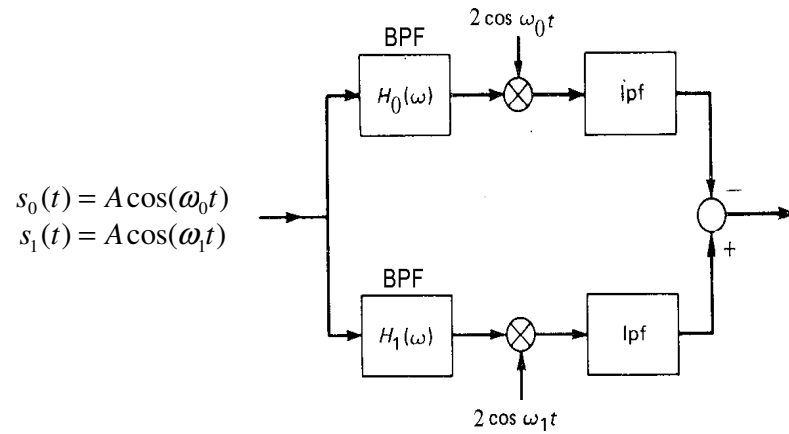 2 cos ω₀t
BPF
H₀(ω)
lpf
s₀(t) = A cos(ω₀t)
s₁(t) = A cos(ω₁t)
−
+
BPF
H₁(ω)
lpf
2 cos ω₁t